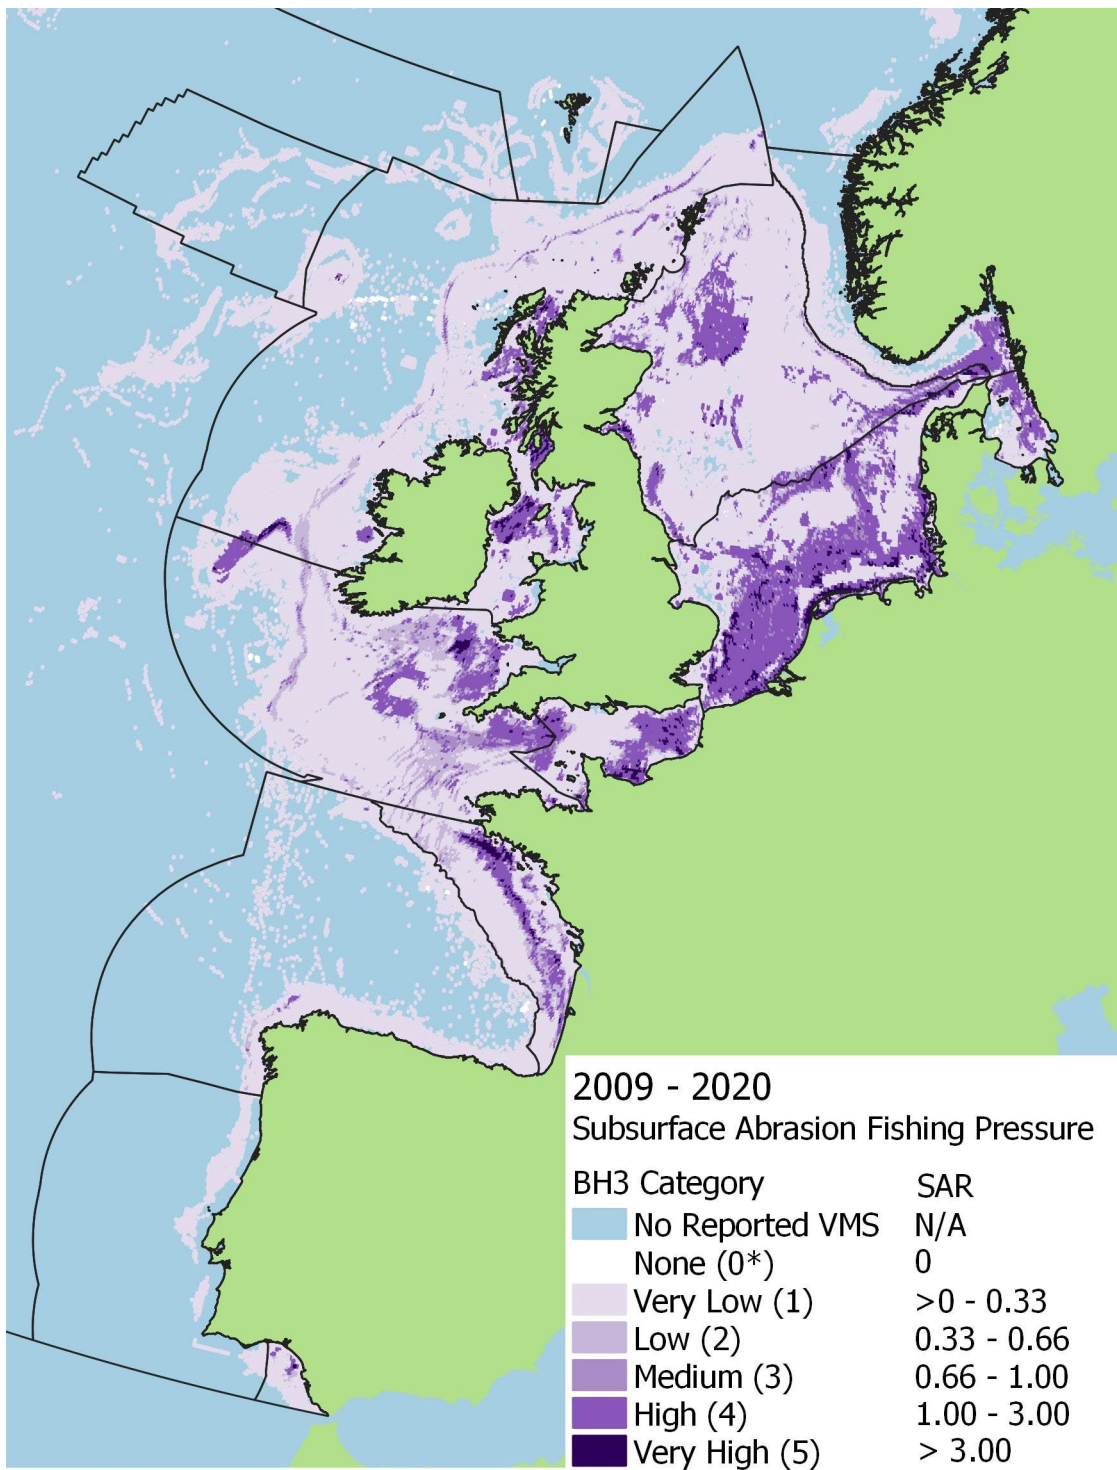 2009 - 2020
Subsurface Abrasion Fishing Pressure
BH3 Category SAR
No Reported VMS N/A
None (0*) 0
Very Low (1) >0 - 0.33
Low (2) 0.33 - 0.66
Medium (3) 0.66 - 1.00
High (4) 1.00 - 3.00
Very High (5) > 3.00